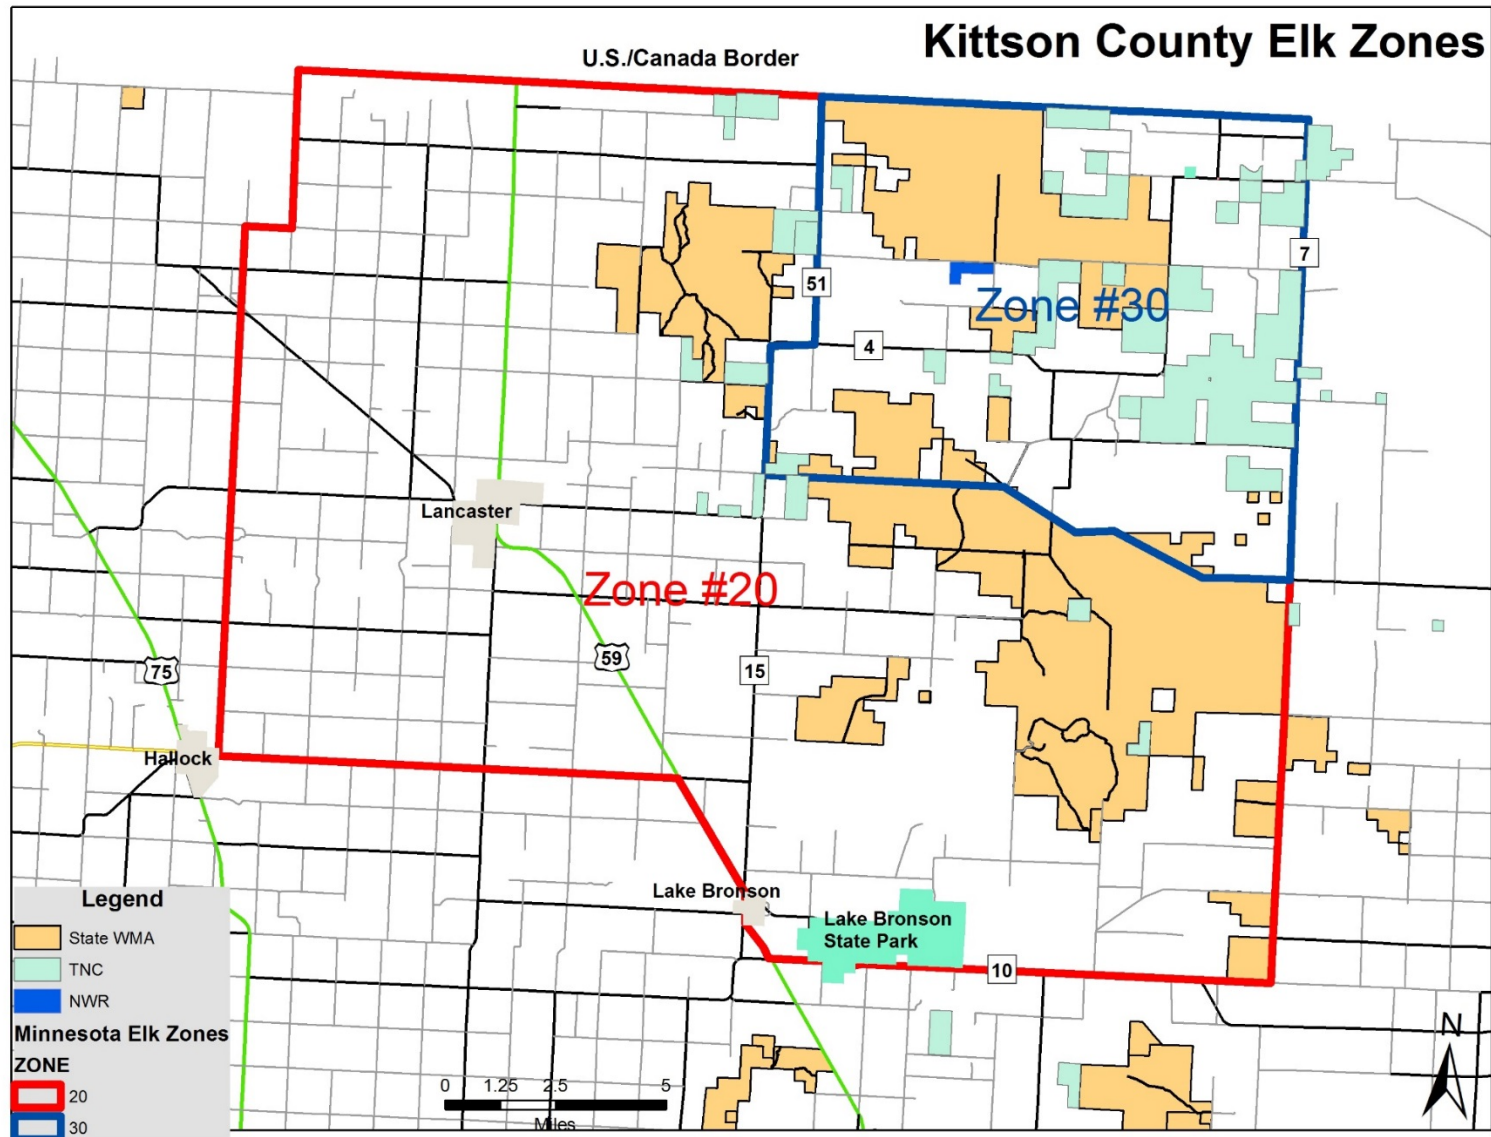 Kittson County Elk Zones
U.S./Canada Border
7
51
Zone #30
4
Lancaster
Zone #20
59
75
15
Hallock
Lake Bronson
Lake Bronson
State Park
10
Legend
State WMA
TNC
NWR
Minnesota Elk Zones
ZONE
20
30
0 1.25 2.5 5
Miles
N